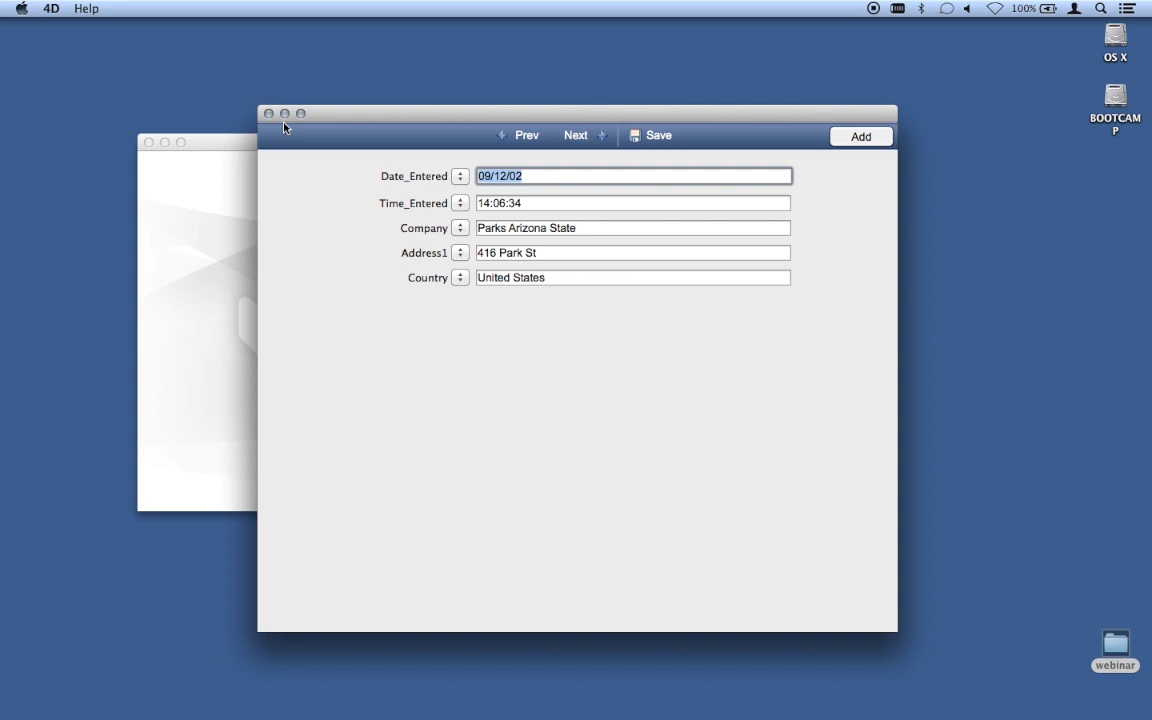 4D Help 100%
OS X
BOOTCAM
P
Prev Next Save Add
Date_Entered 09/12/02
Time_Entered 14:06:34
Company Parks Arizona State
Address1 416 Park St
Country United States
webinar